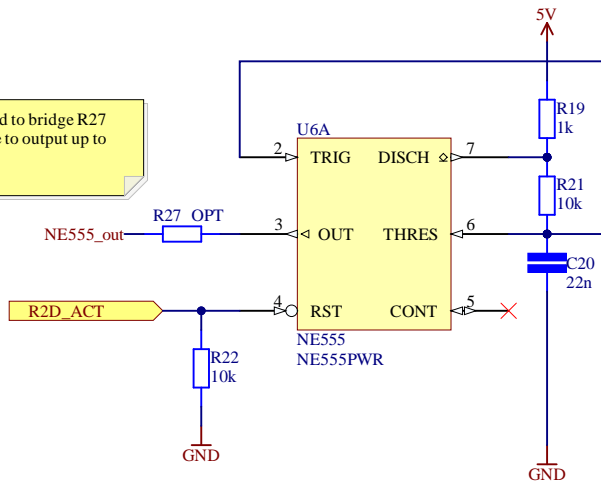 5V
d to bridge R27
to output up to
R19
1k
U6A
2
TRIG
DISCH
7
R21
10k
R27 OPT
NE555_out
3
OUT
THRES
6
C20
22n
R2D_ACT
4
RST
CONT
5
NE555
NE555PWR
R22
10k
GND
GND